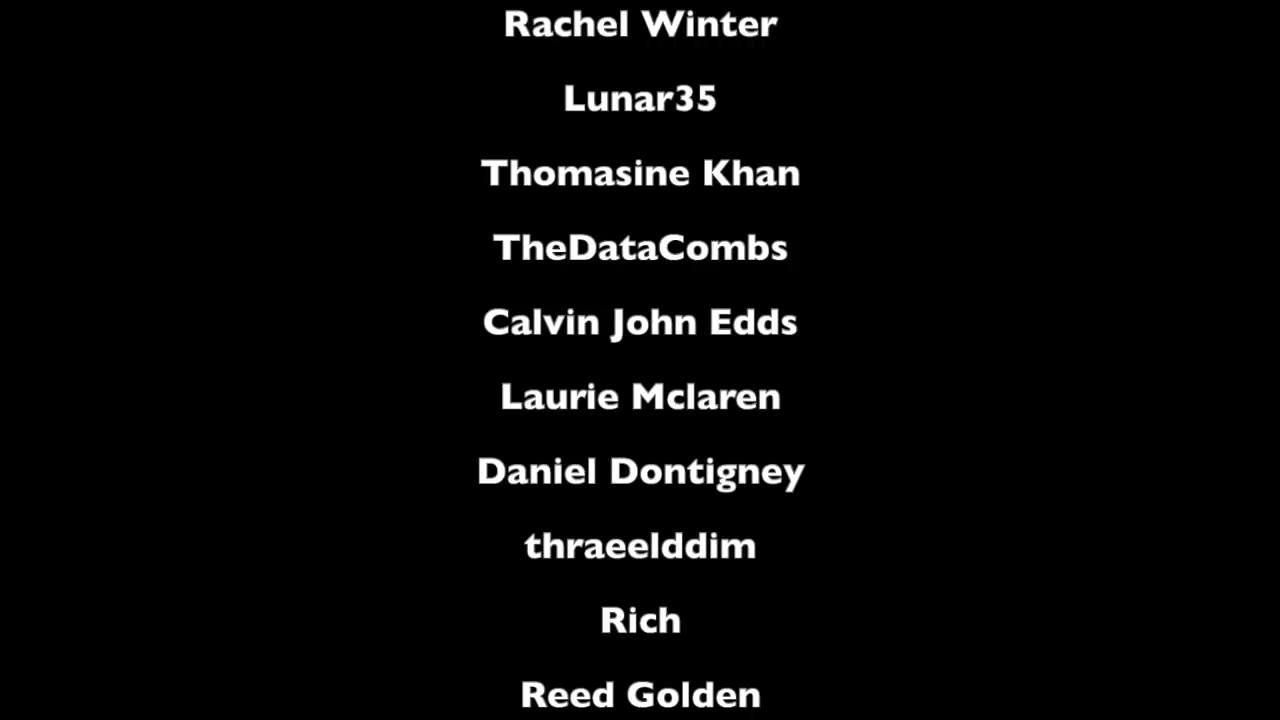 Rachel Winter
Lunar35
Thomasine Khan
TheDataCombs
Calvin John Edds
Laurie Mclaren
Daniel Dontigney
thraeelddim
Rich
Reed Golden